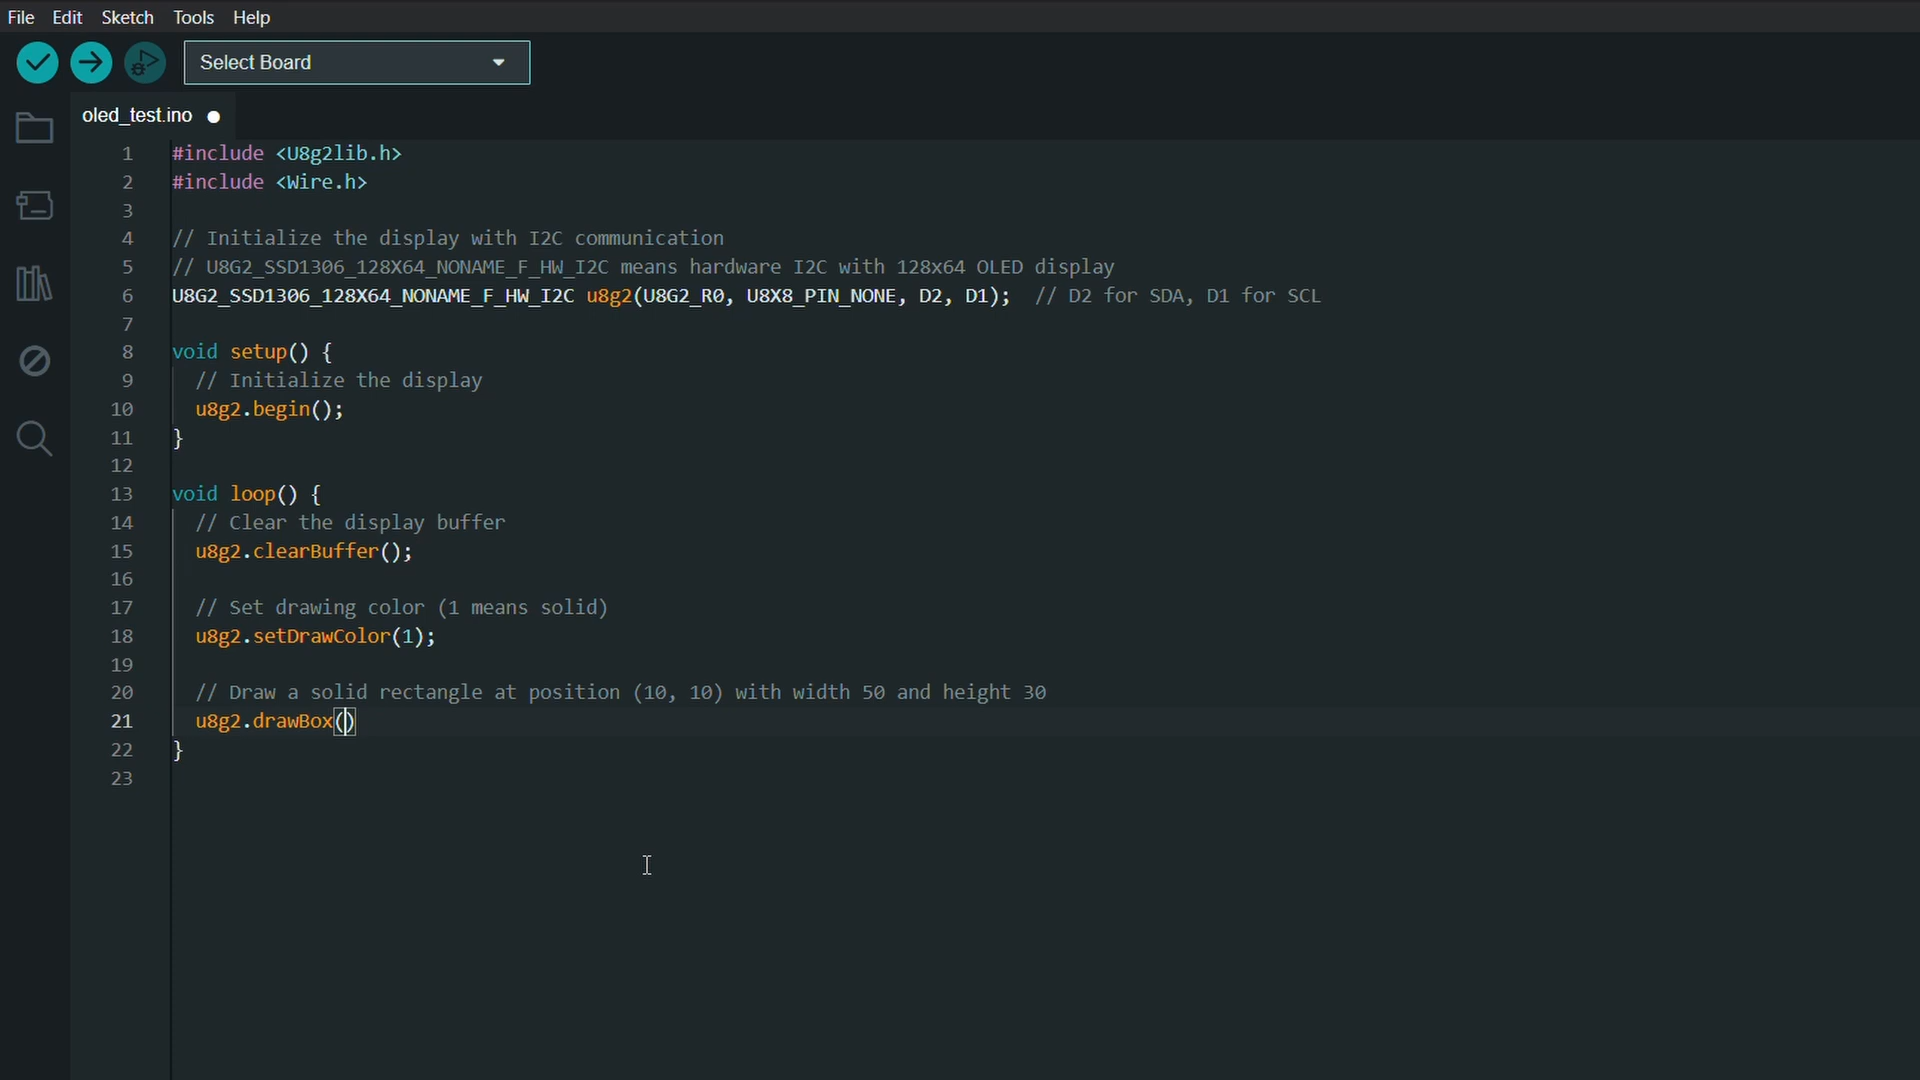 File Edit Sketch Tools Help
Select Board
oled_test.ino
1 #include <U8g2lib.h>
2 #include <Wire.h>
3
4 // Initialize the display with I2C communication
5 // U8G2_SSD1306_128X64_NONAME_F_HW_I2C means hardware I2C with 128x64 OLED display
6 U8G2_SSD1306_128X64_NONAME_F_HW_I2C u8g2(U8G2_R0, U8X8_PIN_NONE, D2, D1);  // D2 for SDA, D1 for SCL
7
8 void setup() {
9   // Initialize the display
10   u8g2.begin();
11 }
12
13 void loop() {
14   // Clear the display buffer
15   u8g2.clearBuffer();
16
17   // Set drawing color (1 means solid)
18   u8g2.setDrawColor(1);
19
20   // Draw a solid rectangle at position (10, 10) with width 50 and height 30
21   u8g2.drawBox()
22 }
23